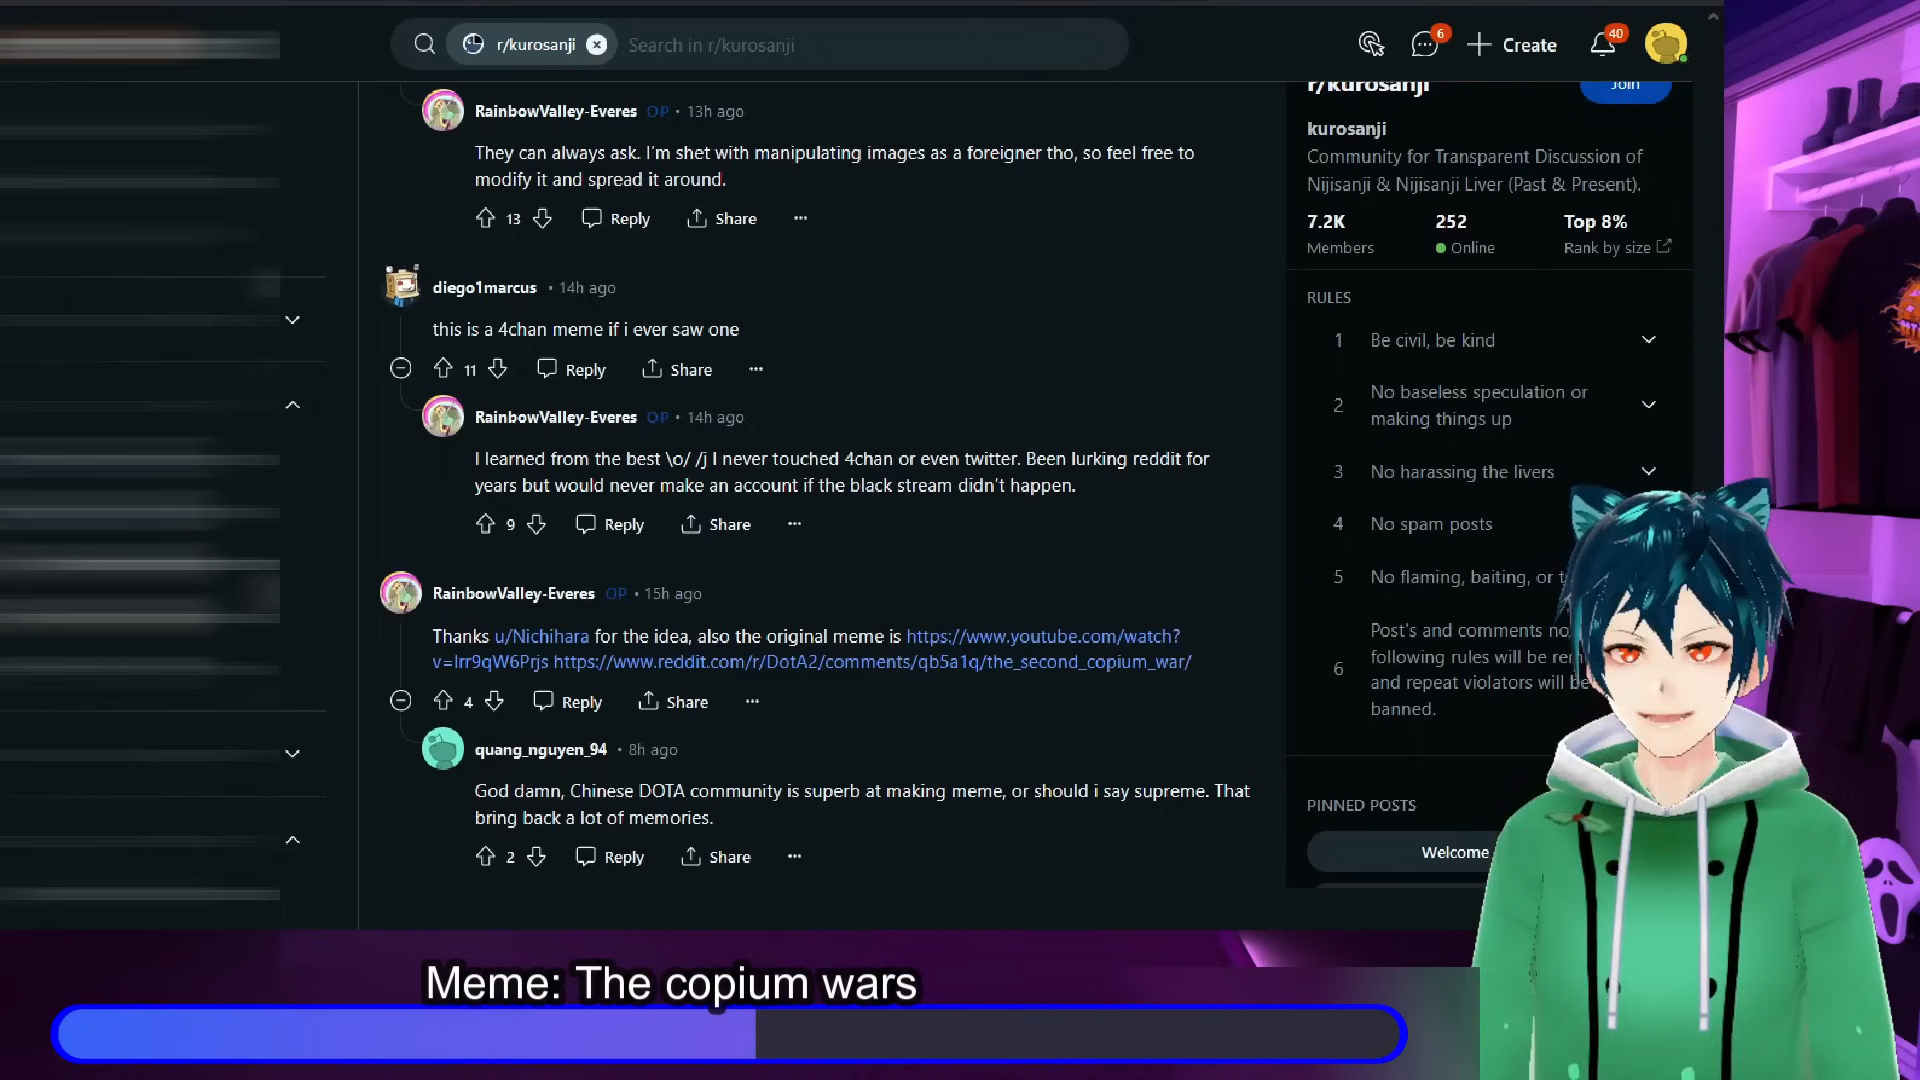 r/kurosanji
Search in r/kurosanji
6
Create
40
RainbowValley-Everes OP • 13h ago
They can always ask. I'm shet with manipulating images as a foreigner tho, so feel free to
modify it and spread it around.
13 Reply Share
diego1marcus • 14h ago
this is a 4chan meme if i ever saw one
11 Reply Share
RainbowValley-Everes OP • 14h ago
I learned from the best \o/ /j I never touched 4chan or even twitter. Been lurking reddit for
years but would never make an account if the black stream didn't happen.
9 Reply Share
RainbowValley-Everes OP • 15h ago
Thanks u/Nichihara for the idea, also the original meme is https://www.youtube.com/watch?
v=lrr9qW6Prjs https://www.reddit.com/r/DotA2/comments/qb5a1q/the_second_copium_war/
4 Reply Share
quang_nguyen_94 • 8h ago
God damn, Chinese DOTA community is superb at making meme, or should i say supreme. That
bring back a lot of memories.
2 Reply Share
r/kurosanji
Join
kurosanji
Community for Transparent Discussion of
Nijisanji & Nijisanji Liver (Past & Present).
7.2K 252 Top 8%
Members Online Rank by size
RULES
1 Be civil, be kind
2 No baseless speculation or
making things up
3 No harassing the livers
4 No spam posts
5 No flaming, baiting, or t
Post's and comments no
following rules will be rem
6 and repeat violators will be
banned.
PINNED POSTS
Welcome
Meme: The copium wars